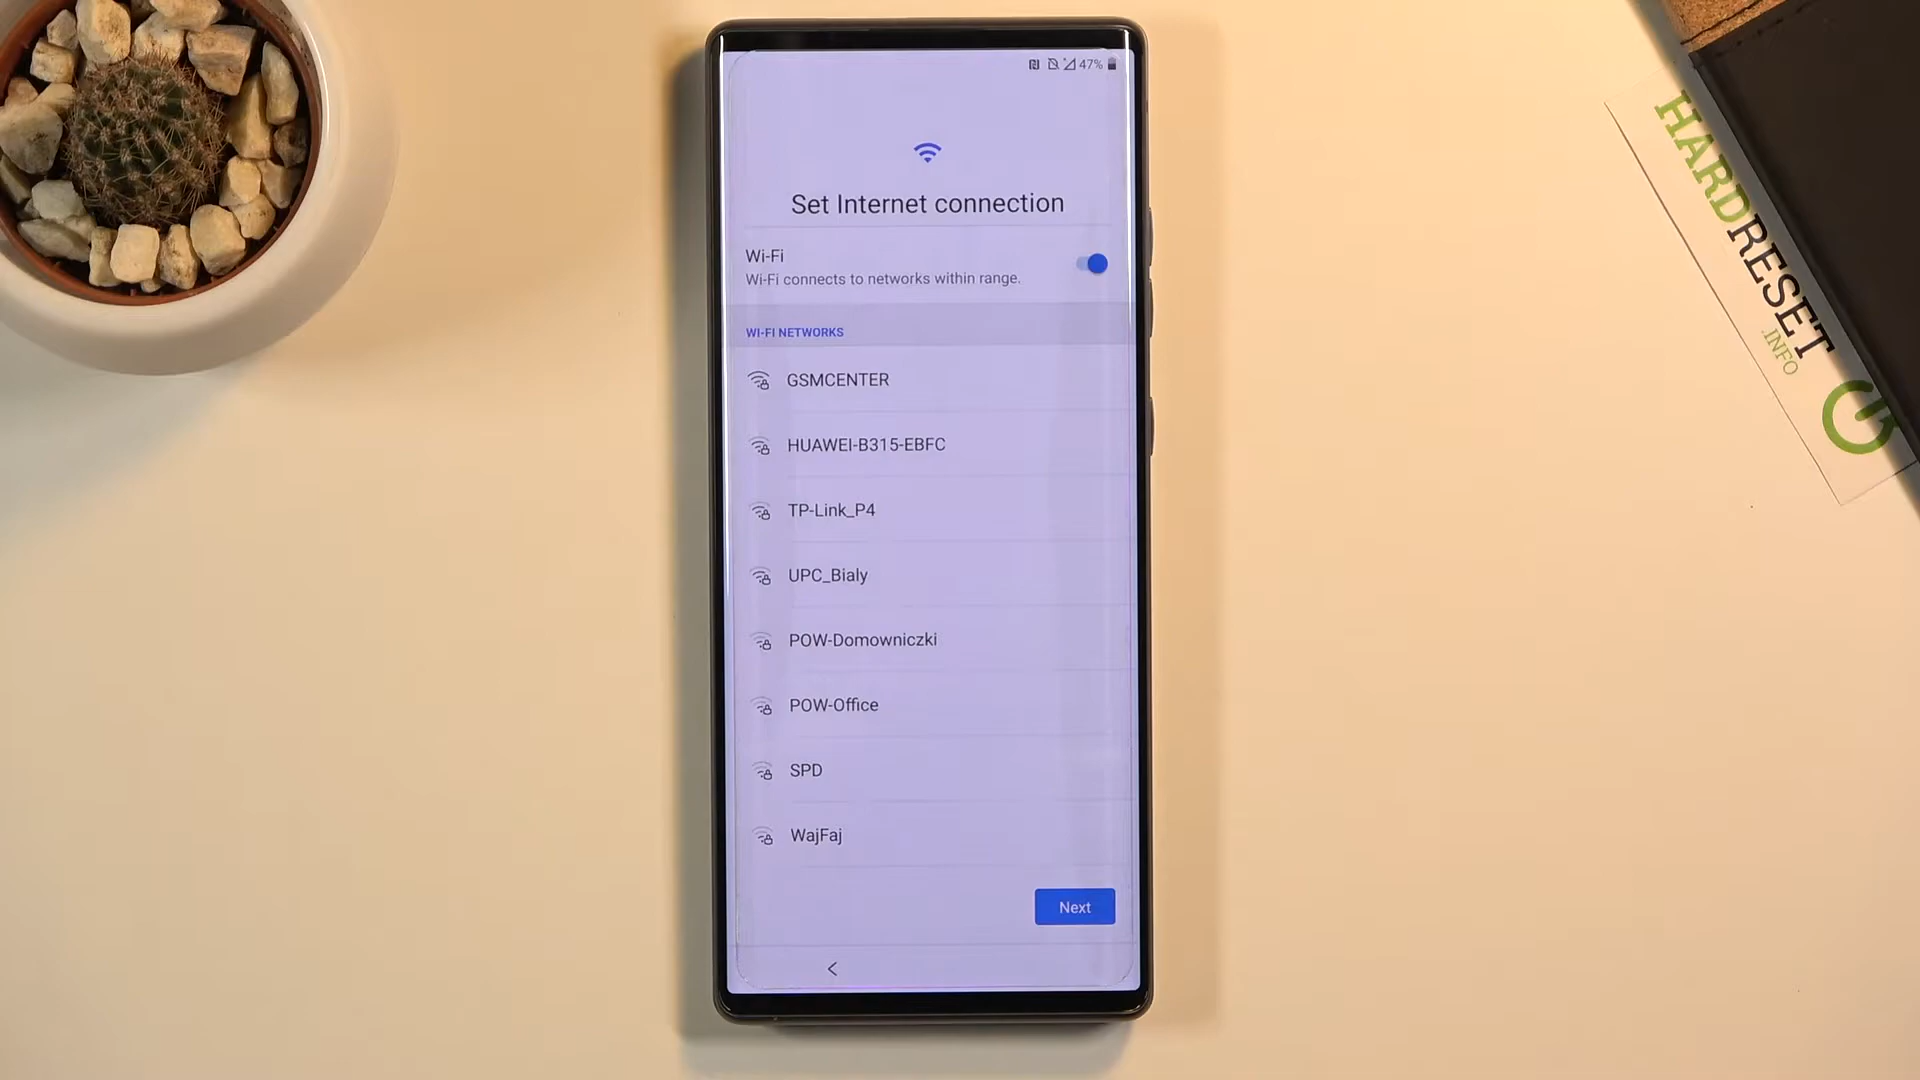 47%
Set Internet connection
Wi-Fi
Wi-Fi connects to networks within range.
WI-FI NETWORKS
GSMCENTER
HUAWEI-B315-EBFC
TP-Link_P4
UPC_Bialy
POW-Domowniczki
POW-Office
SPD
WajFaj
Next
HARDRESET
.INFO